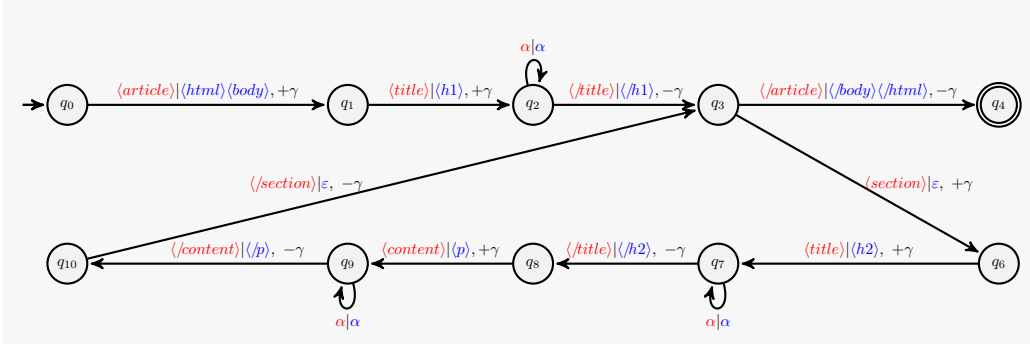 α|α
⟨article⟩|⟨html⟩⟨body⟩, +γ
⟨title⟩|⟨h1⟩, +γ
⟨/title⟩|⟨/h1⟩, −γ
⟨/article⟩|⟨/body⟩⟨/html⟩, −γ
q0
q1
q2
q3
q4
⟨/section⟩|ε, −γ
⟨section⟩|ε, +γ
⟨/content⟩|⟨/p⟩, −γ
⟨content⟩|⟨p⟩, +γ
⟨/title⟩|⟨/h2⟩, −γ
⟨title⟩|⟨h2⟩, +γ
q10
q9
q8
q7
q6
α|α
α|α